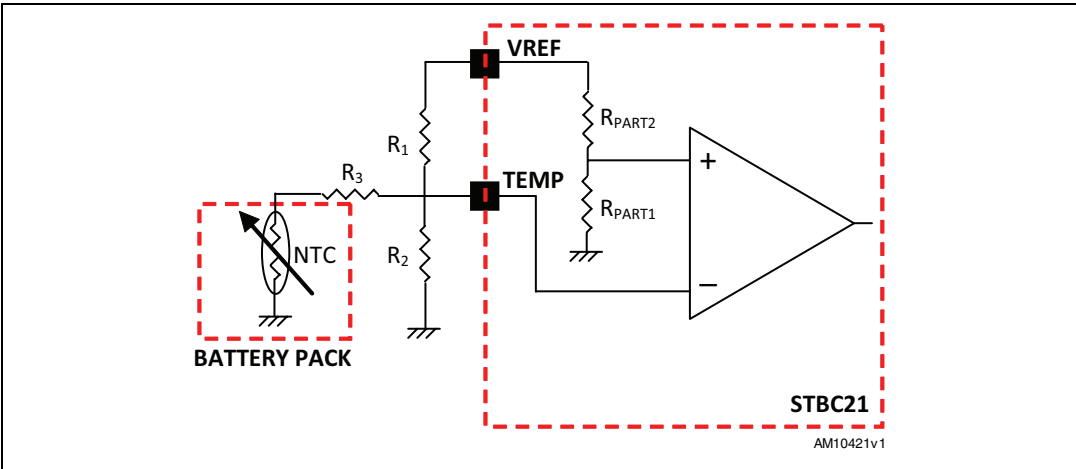 VREF
RPART2
R1
+
R3
TEMP
RPART1
NTC
R2
−
BATTERY PACK
STBC21
AM10421v1